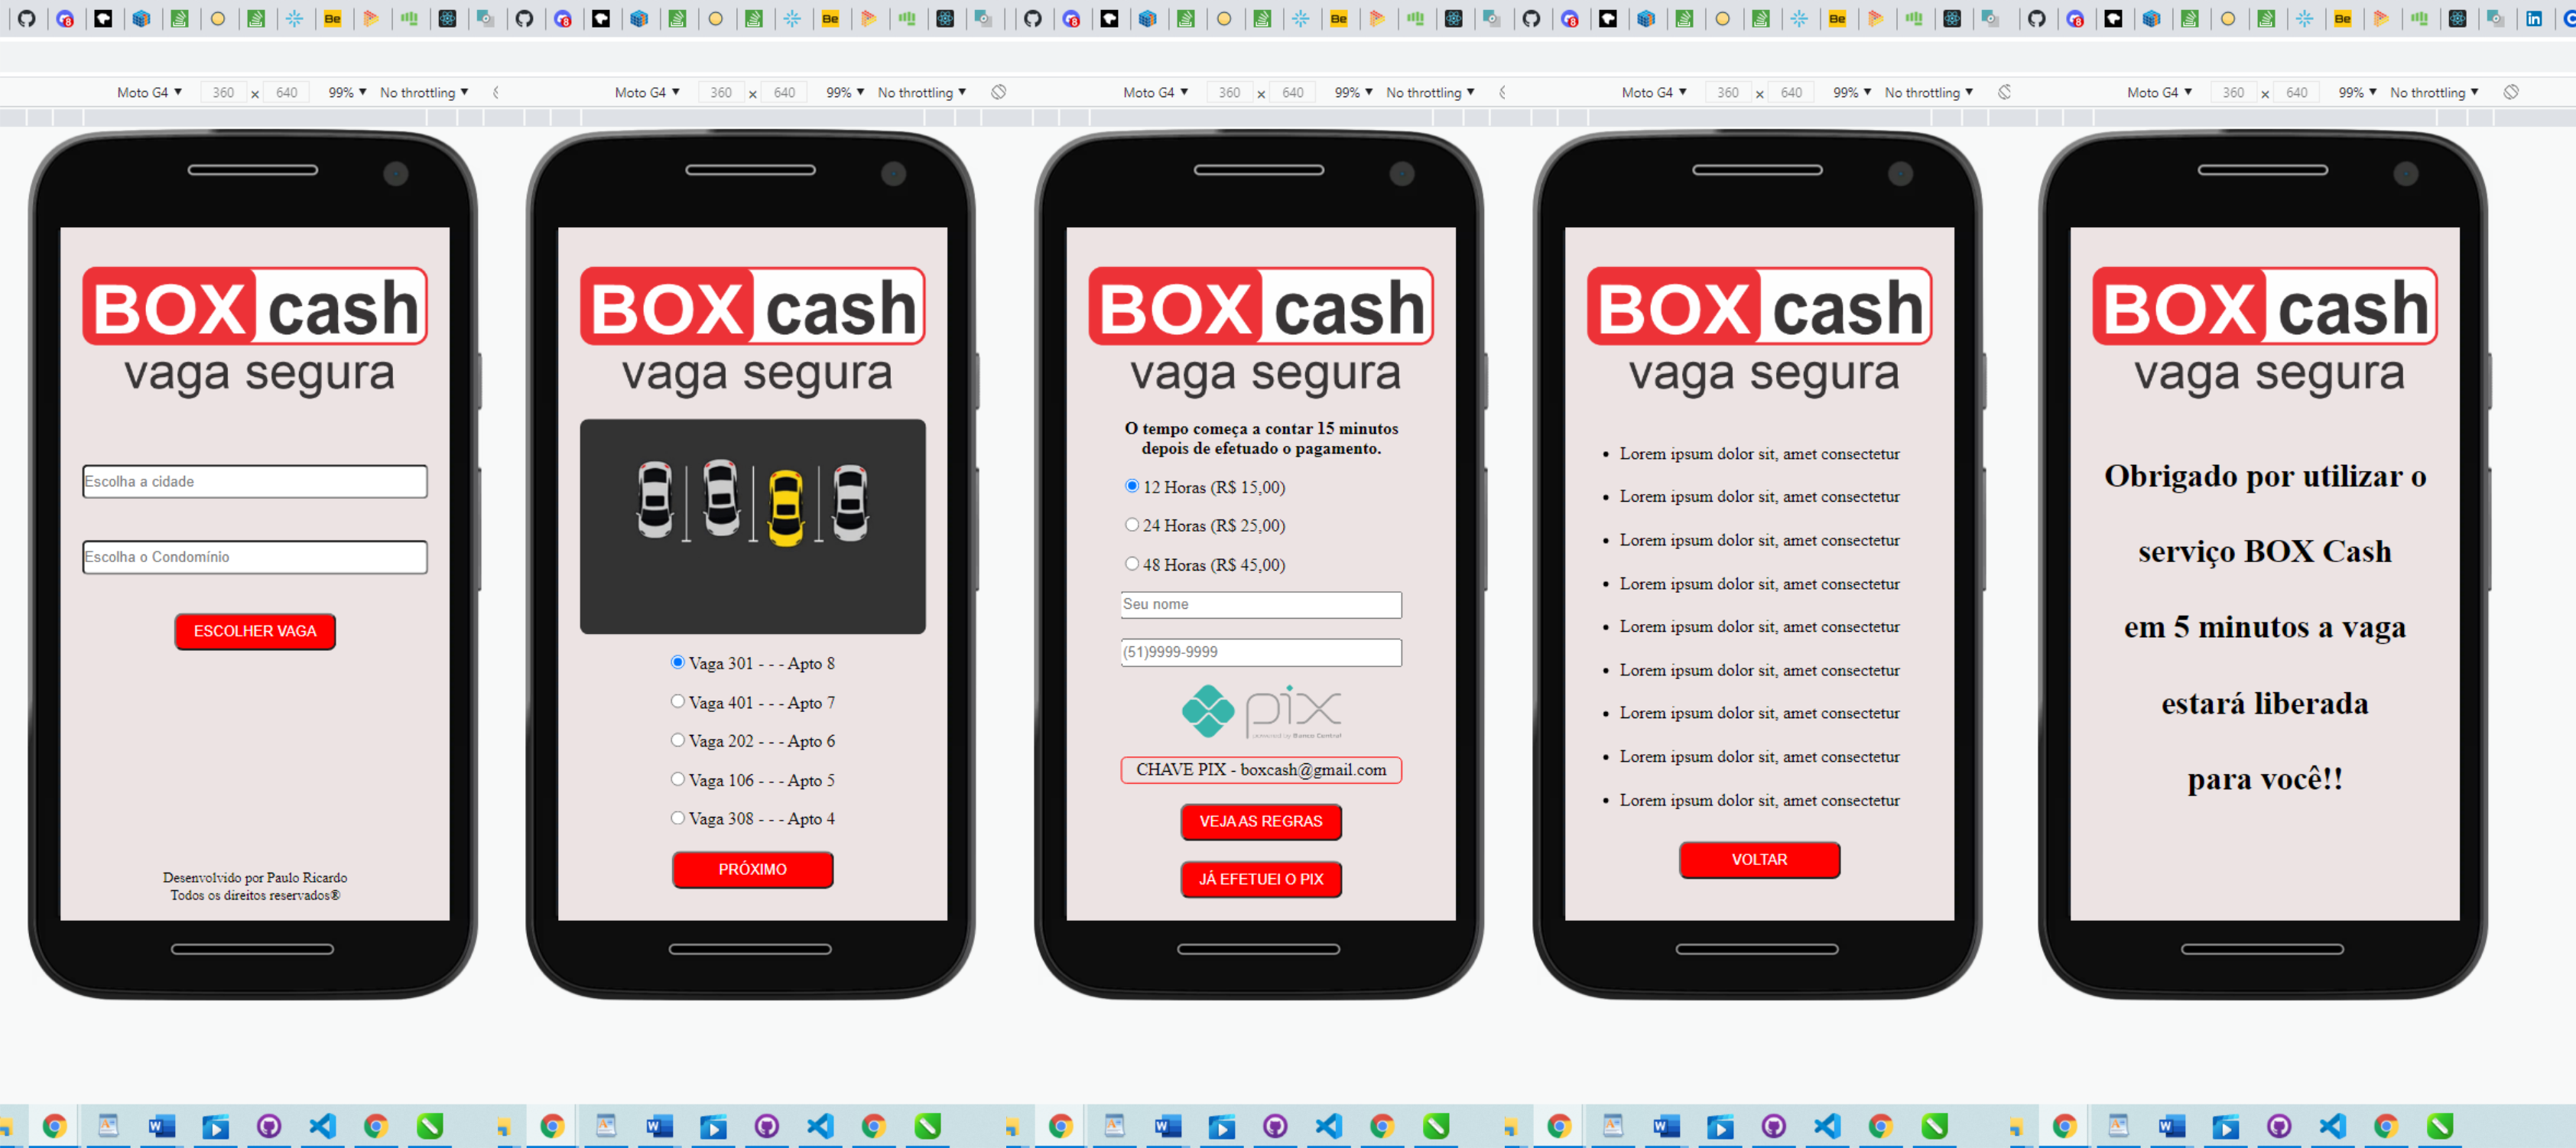 Moto G4 ▼ 360 x 640 99% ▼ No throttling ▼
Moto G4 ▼ 360 x 640 99% ▼ No throttling ▼
Moto G4 ▼ 360 x 640 99% ▼ No throttling ▼
Moto G4 ▼ 360 x 640 99% ▼ No throttling ▼
Moto G4 ▼ 360 x 640 99% ▼ No throttling ▼
BOX cash
vaga segura
Escolha a cidade
Escolha o Condomínio
ESCOLHER VAGA
Desenvolvido por Paulo Ricardo
Todos os direitos reservados®
BOX cash
vaga segura
Vaga 301 - - - Apto 8
Vaga 401 - - - Apto 7
Vaga 202 - - - Apto 6
Vaga 106 - - - Apto 5
Vaga 308 - - - Apto 4
PRÓXIMO
BOX cash
vaga segura
O tempo começa a contar 15 minutos
depois de efetuado o pagamento.
12 Horas (R$ 15,00)
24 Horas (R$ 25,00)
48 Horas (R$ 45,00)
Seu nome
(51)9999-9999
pix
powered by Banco Central
CHAVE PIX - boxcash@gmail.com
VEJA AS REGRAS
JÁ EFETUEI O PIX
BOX cash
vaga segura
• Lorem ipsum dolor sit, amet consectetur
• Lorem ipsum dolor sit, amet consectetur
• Lorem ipsum dolor sit, amet consectetur
• Lorem ipsum dolor sit, amet consectetur
• Lorem ipsum dolor sit, amet consectetur
• Lorem ipsum dolor sit, amet consectetur
• Lorem ipsum dolor sit, amet consectetur
• Lorem ipsum dolor sit, amet consectetur
• Lorem ipsum dolor sit, amet consectetur
VOLTAR
BOX cash
vaga segura
Obrigado por utilizar o
serviço BOX Cash
em 5 minutos a vaga
estará liberada
para você!!